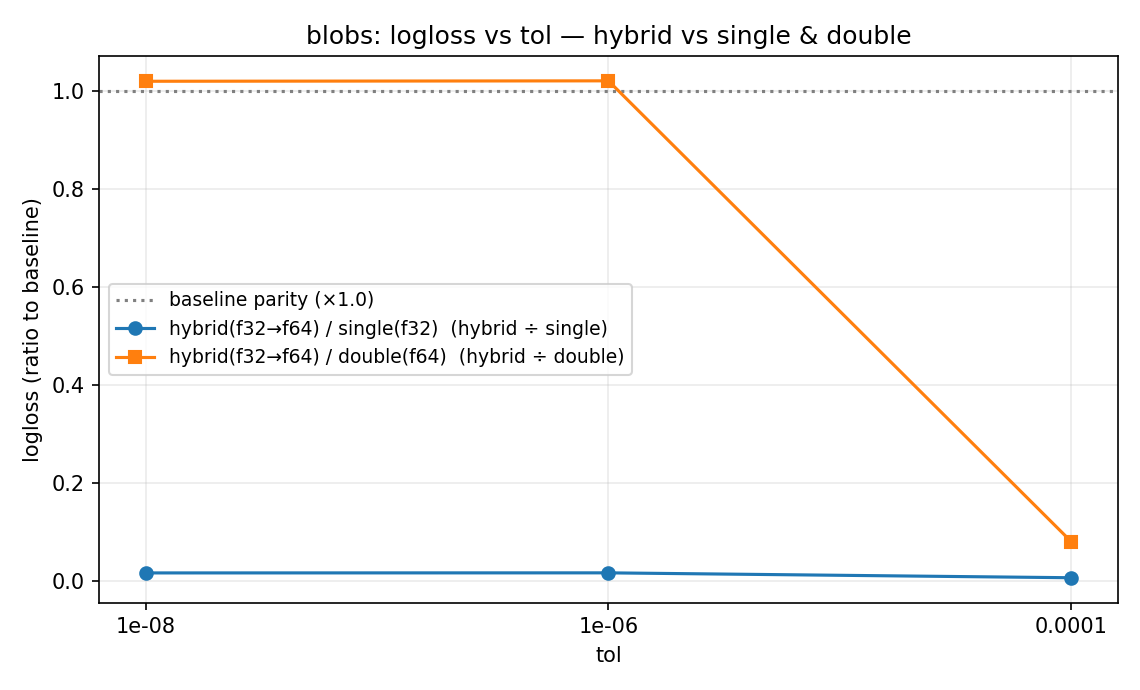 blobs: logloss vs tol — hybrid vs single & double
logloss (ratio to baseline)
1.0
0.8
0.6
0.4
0.2
0.0
baseline parity (×1.0)
hybrid(f32→f64) / single(f32)  (hybrid ÷ single)
hybrid(f32→f64) / double(f64)  (hybrid ÷ double)
1e-08
1e-06
0.0001
tol